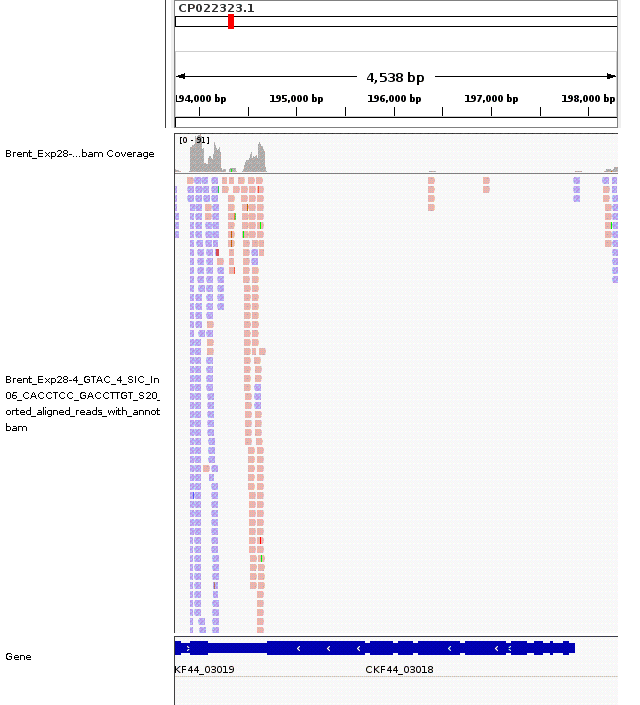 CP022323.1
4,538 bp
194,000 bp 195,000 bp 196,000 bp 197,000 bp 198,000 bp
[0 - 51]
Brent_Exp28-...bam Coverage
Brent_Exp28-4_GTAC_4_SIC_In
06_CACCTCC_GACCTTGT_S20_
orted_aligned_reads_with_annot
bam
Gene
KF44_03019 CKF44_03018